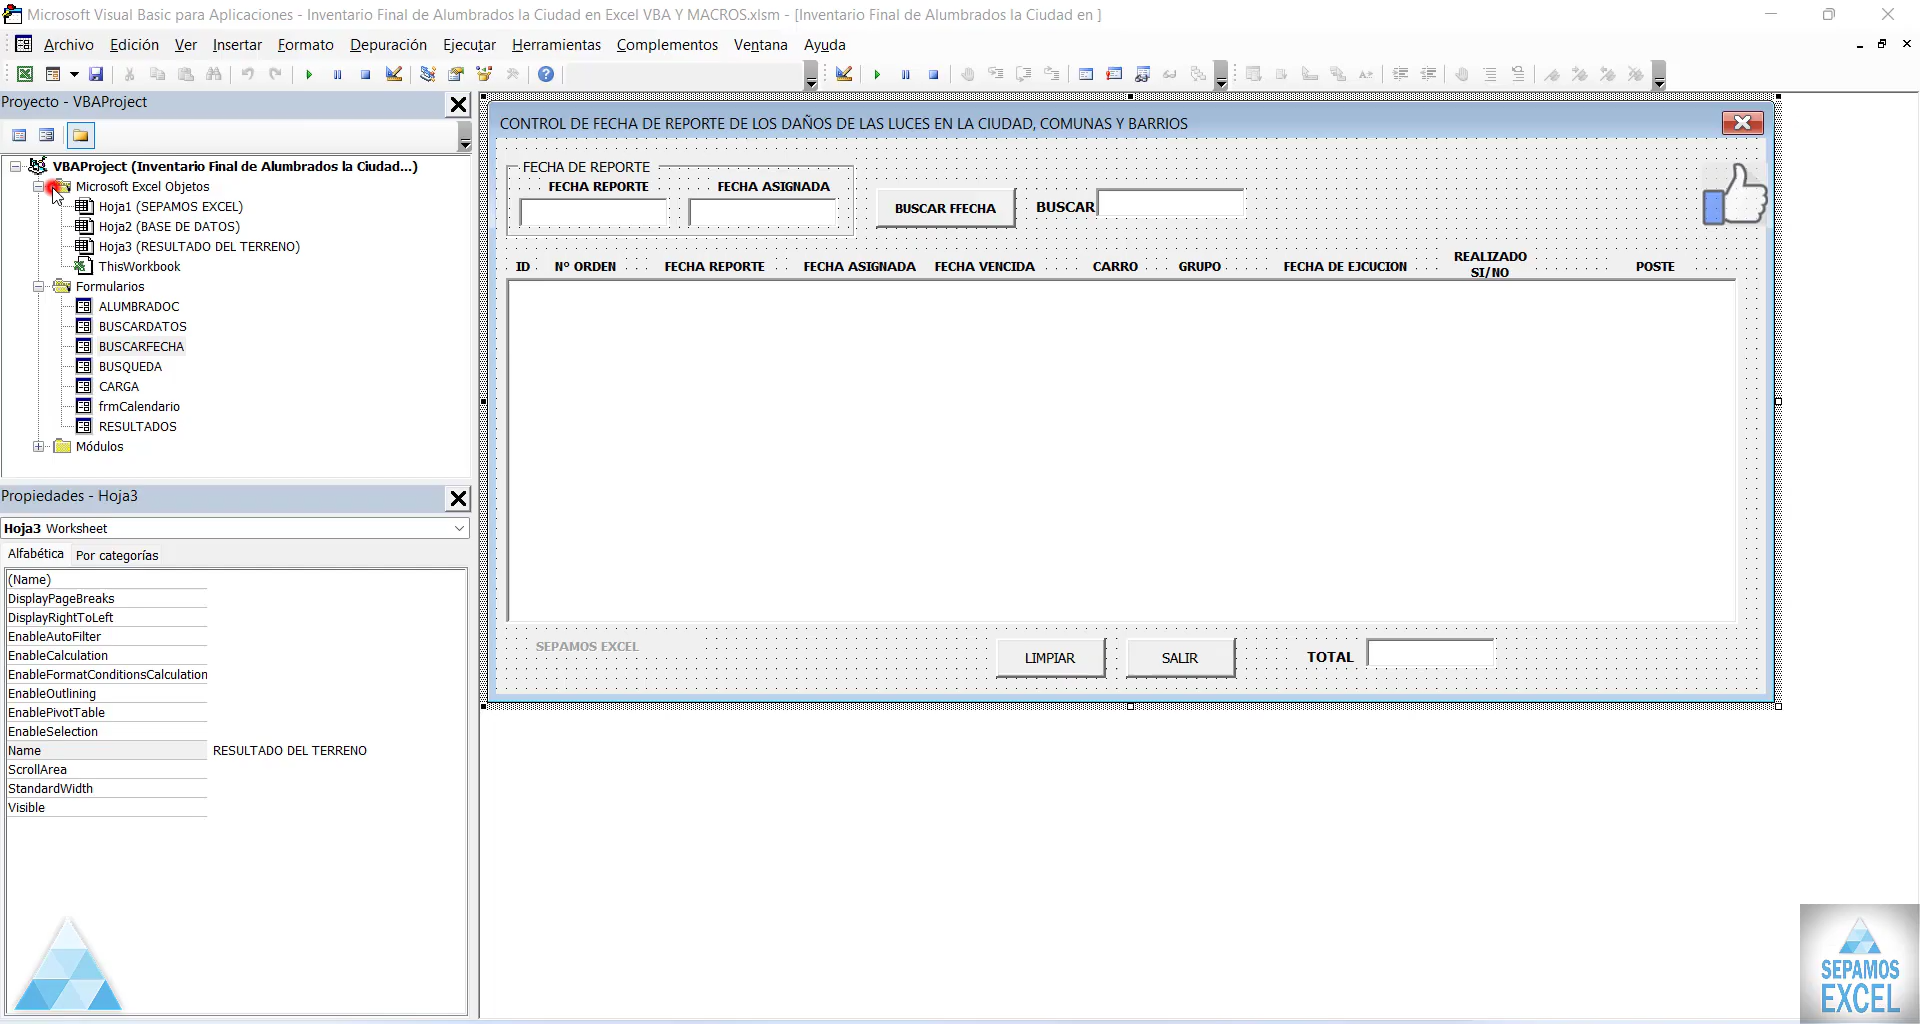 Microsoft Visual Basic para Aplicaciones - Inventario Final de Alumbrados la Ciudad en Excel VBA Y MACROS.xlsm - [Inventario Final de Alumbrados la Ciudad en ]
Archivo Edición Ver Insertar Formato Depuración Ejecutar Herramientas Complementos Ventana Ayuda
Proyecto - VBAProject
VBAProject (Inventario Final de Alumbrados la Ciudad...)
Microsoft Excel Objetos
Hoja1 (SEPAMOS EXCEL)
Hoja2 (BASE DE DATOS)
Hoja3 (RESULTADO DEL TERRENO)
ThisWorkbook
Formularios
ALUMBRADOC
BUSCARDATOS
BUSCARFECHA
BUSQUEDA
CARGA
frmCalendario
RESULTADOS
Módulos
Propiedades - Hoja3
Hoja3 Worksheet
Alfabética Por categorías
(Name)
DisplayPageBreaks
DisplayRightToLeft
EnableAutoFilter
EnableCalculation
EnableFormatConditionsCalculation
EnableOutlining
EnablePivotTable
EnableSelection
Name RESULTADO DEL TERRENO
ScrollArea
StandardWidth
Visible
CONTROL DE FECHA DE REPORTE DE LOS DAÑOS DE LAS LUCES EN LA CIUDAD, COMUNAS Y BARRIOS
FECHA DE REPORTE
FECHA REPORTE FECHA ASIGNADA
BUSCAR FFECHA BUSCAR
ID Nº ORDEN FECHA REPORTE FECHA ASIGNADA FECHA VENCIDA CARRO GRUPO FECHA DE EJCUCION REALIZADO SI/NO POSTE
SEPAMOS EXCEL LIMPIAR SALIR TOTAL
SEPAMOS
EXCEL